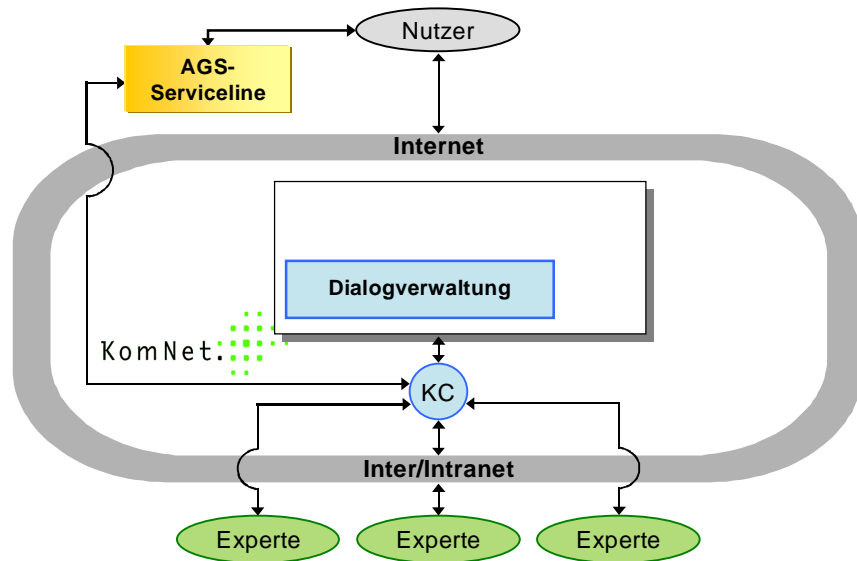 Nutzer
AGS-
Serviceline
Internet
Dialogverwaltung
KomNet.
KC
Inter/Intranet
Experte
Experte
Experte